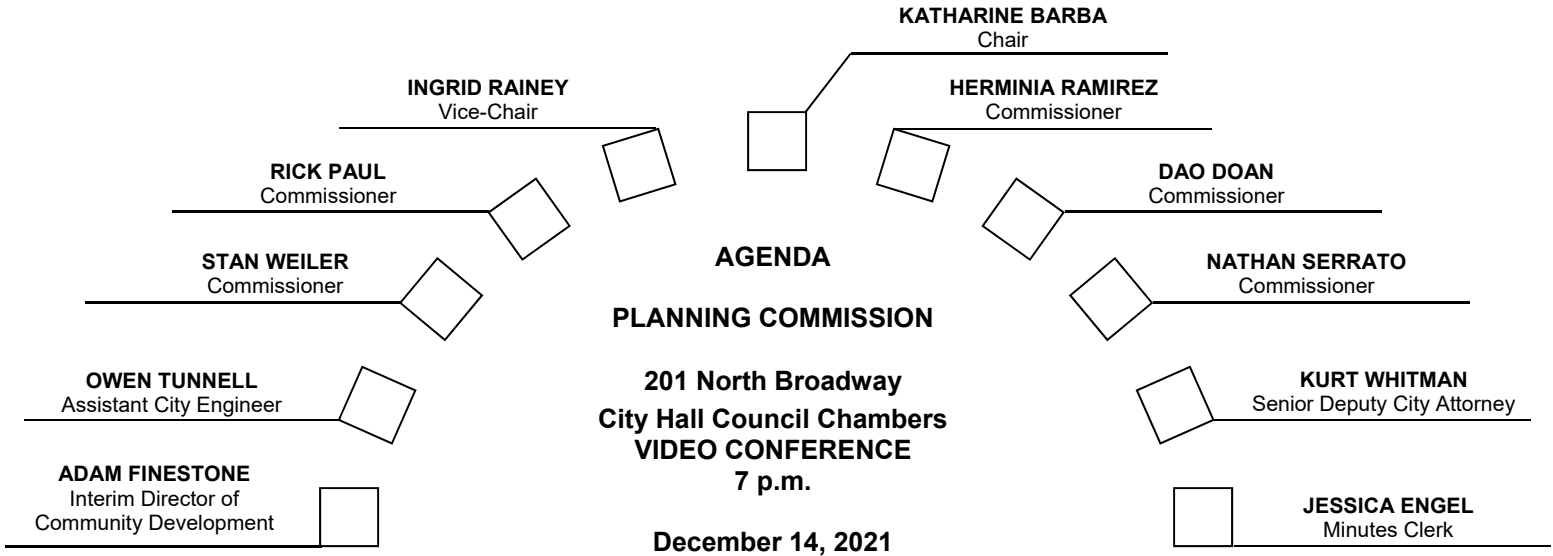 KATHARINE BARBA
Chair
INGRID RAINEY
Vice-Chair
HERMINIA RAMIREZ
Commissioner
RICK PAUL
Commissioner
DAO DOAN
Commissioner
STAN WEILER
Commissioner
NATHAN SERRATO
Commissioner
OWEN TUNNELL
Assistant City Engineer
KURT WHITMAN
Senior Deputy City Attorney
ADAM FINESTONE
Interim Director of
Community Development
JESSICA ENGEL
Minutes Clerk
AGENDA
PLANNING COMMISSION
201 North Broadway
City Hall Council Chambers
VIDEO CONFERENCE
7 p.m.
December 14, 2021